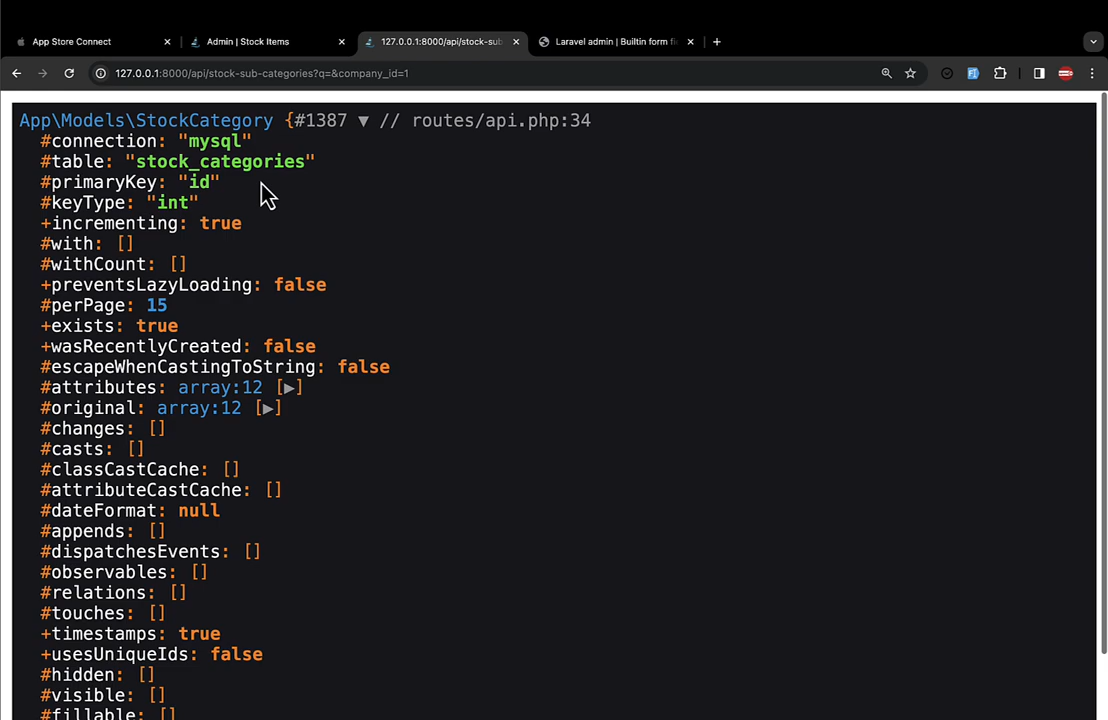 App Store Connect
Admin | Stock Items
127.0.0.1:8000/api/stock-sub-
Laravel admin | Builtin form fi
127.0.0.1:8000/api/stock-sub-categories?q=&company_id=1
App\Models\StockCategory {#1387 ▼ // routes/api.php:34
#connection: "mysql"
#table: "stock_categories"
#primaryKey: "id"
#keyType: "int"
+incrementing: true
#with: []
#withCount: []
+preventsLazyLoading: false
#perPage: 15
+exists: true
+wasRecentlyCreated: false
#escapeWhenCastingToString: false
#attributes: array:12 [▶]
#original: array:12 [▶]
#changes: []
#casts: []
#classCastCache: []
#attributeCastCache: []
#dateFormat: null
#appends: []
#dispatchesEvents: []
#observables: []
#relations: []
#touches: []
+timestamps: true
+usesUniqueIds: false
#hidden: []
#visible: []
#fillable: []